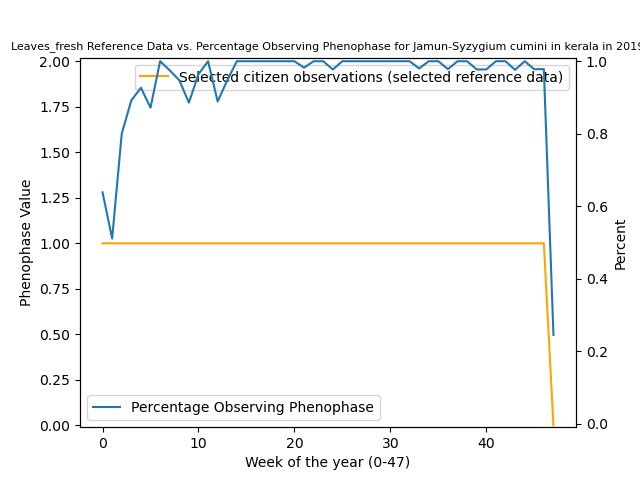 Leaves_fresh Reference Data vs. Percentage Observing Phenophase for Jamun-Syzygium cumini in kerala in 2019
2.00
1.75
1.50
1.25
1.00
0.75
0.50
0.25
0.00
Phenophase Value
Selected citizen observations (selected reference data)
Percentage Observing Phenophase
1.0
0.8
0.6
0.4
0.2
0.0
Percent
0 10 20 30 40
Week of the year (0-47)